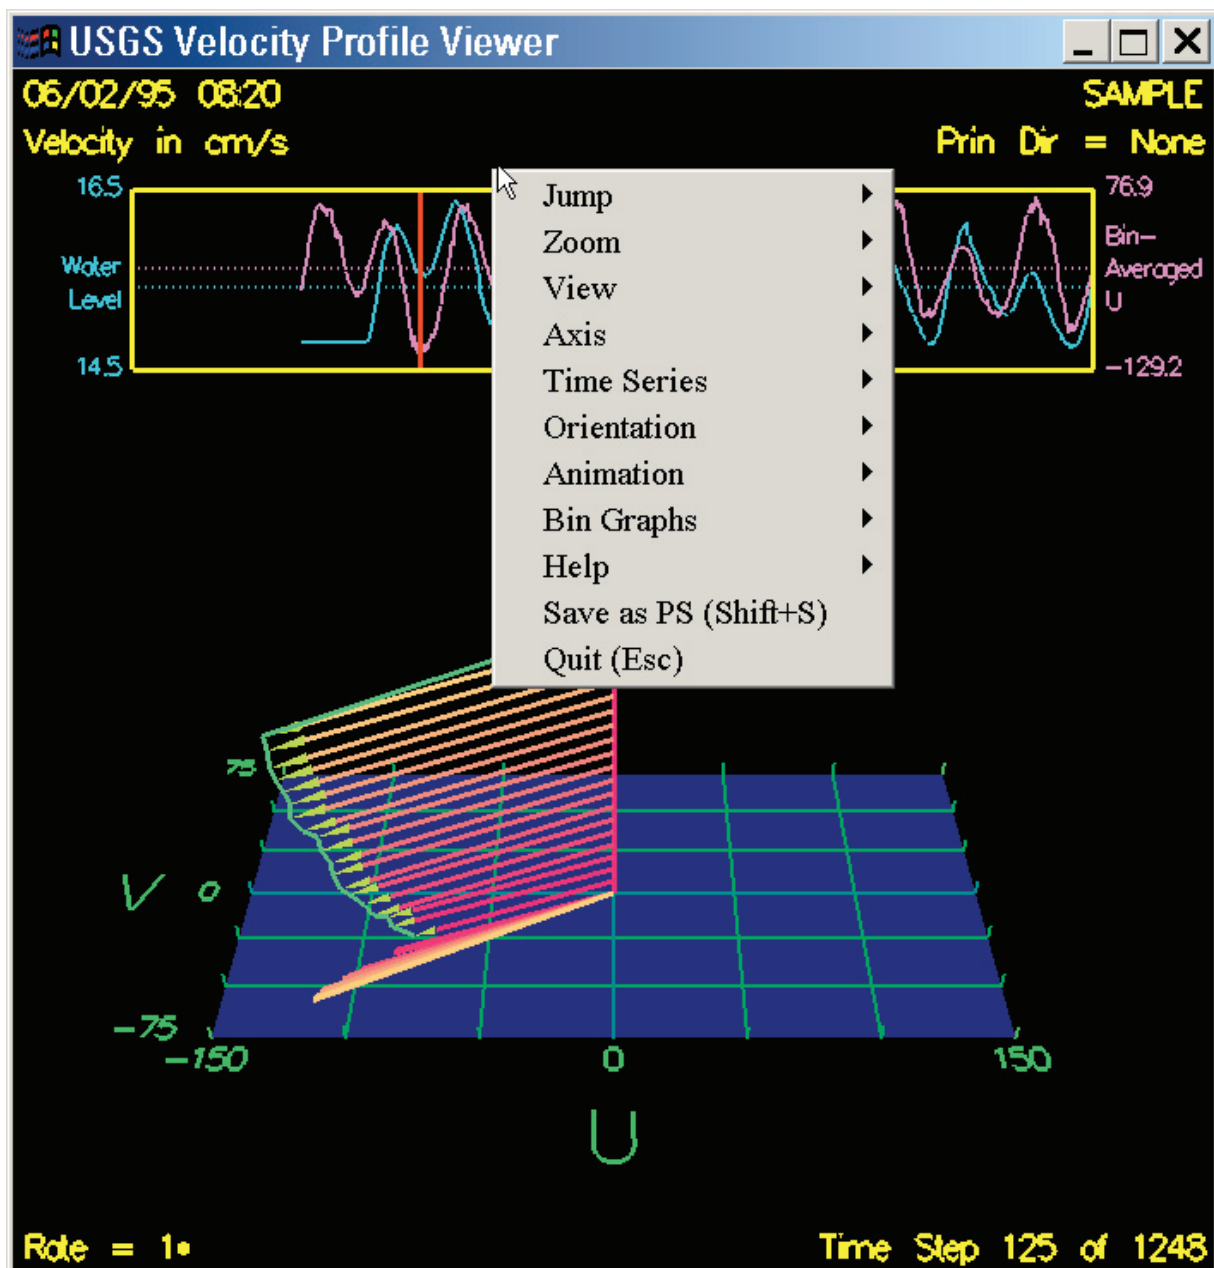 USGS Velocity Profile Viewer
06/02/95 08:20
SAMPLE
Velocity in cm/s
Prin Dir = None
16.5
Water
Level
14.5
76.9
Bin-
Averaged
U
-129.2
Jump
Zoom
View
Axis
Time Series
Orientation
Animation
Bin Graphs
Help
Save as PS (Shift+S)
Quit (Esc)
75
V 0
-75
-150 0 150
U
Rate = 1•
Time Step 125 of 1248